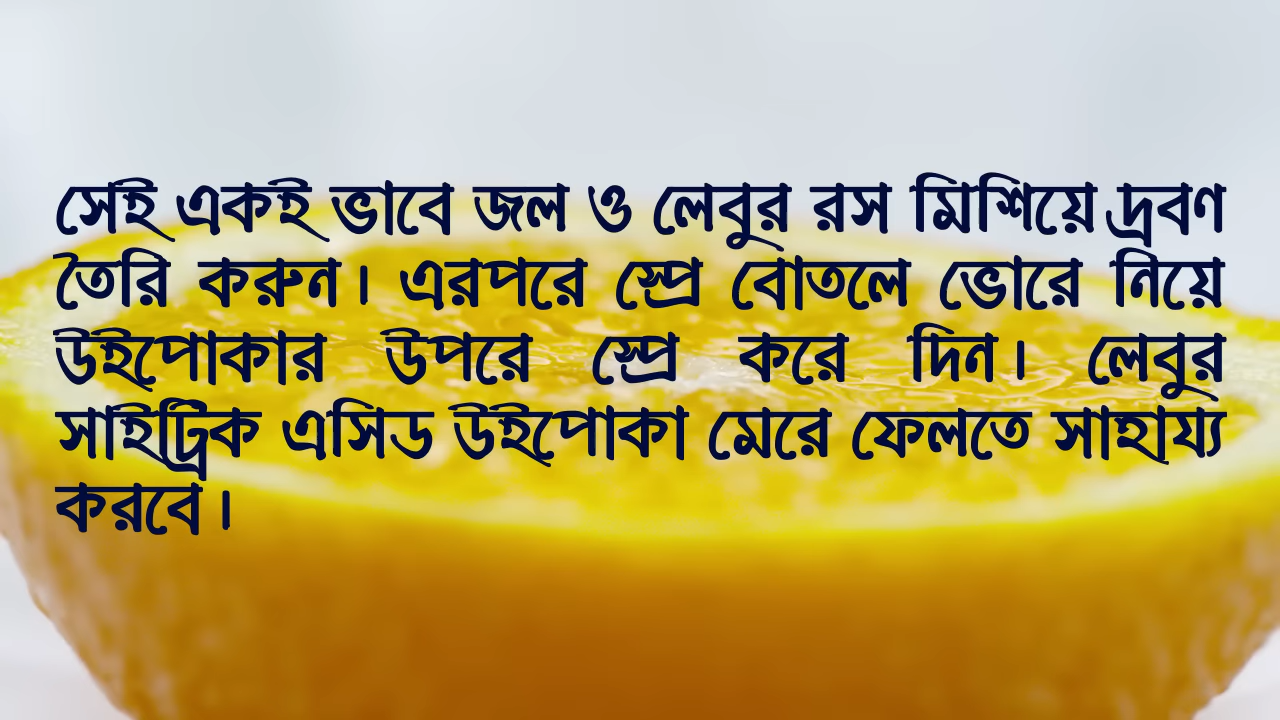 সেই একই ভাবে জল ও লেবুর রস মিশিয়ে দ্রবণ
তৈরি করুন। এরপরে স্প্রে বোতলে ভোরে নিয়ে
উইপোকার উপরে স্প্রে করে দিন। লেবুর
সাইট্রিক এসিড উইপোকা মেরে ফেলতে সাহায্য
করবে।